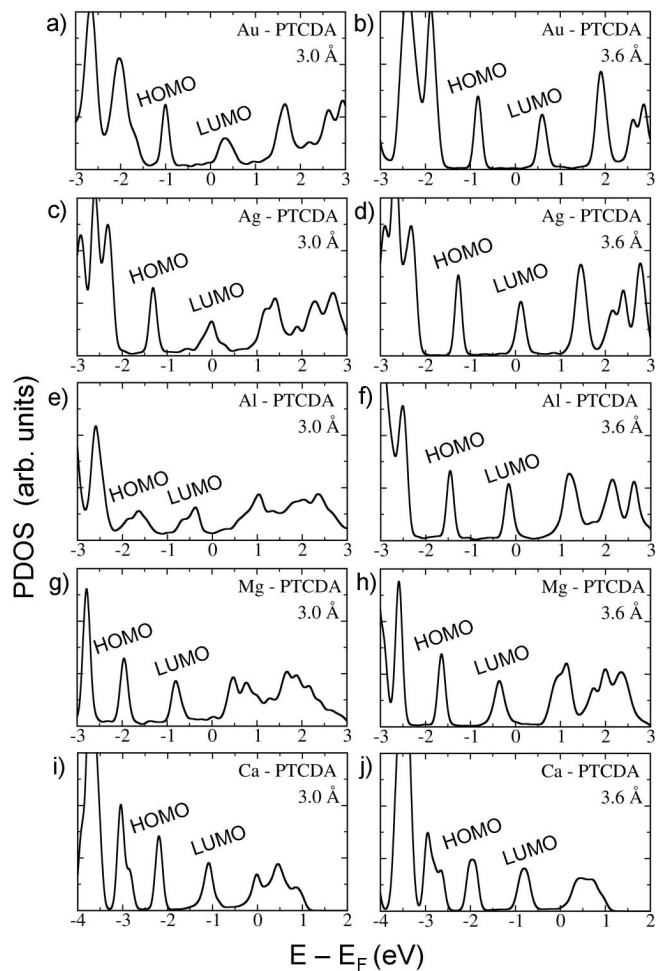 a)
Au - PTCDA
3.0 Å
HOMO
LUMO
-3 -2 -1 0 1 2 3
b)
Au - PTCDA
3.6 Å
HOMO
LUMO
-3 -2 -1 0 1 2 3
c)
Ag - PTCDA
3.0 Å
HOMO
LUMO
-3 -2 -1 0 1 2 3
d)
Ag - PTCDA
3.6 Å
HOMO
LUMO
-3 -2 -1 0 1 2 3
e)
Al - PTCDA
3.0 Å
HOMO
LUMO
-3 -2 -1 0 1 2 3
f)
Al - PTCDA
3.6 Å
HOMO
LUMO
-3 -2 -1 0 1 2 3
g)
Mg - PTCDA
3.0 Å
HOMO
LUMO
-3 -2 -1 0 1 2 3
h)
Mg - PTCDA
3.6 Å
HOMO
LUMO
-4 -3 -2 -1 0 1 2 3
i)
Ca - PTCDA
3.0 Å
HOMO
LUMO
-4 -3 -2 -1 0 1 2
j)
Ca - PTCDA
3.6 Å
HOMO
LUMO
-4 -3 -2 -1 0 1 2 3
PDOS (arb. units)
E – E_F (eV)